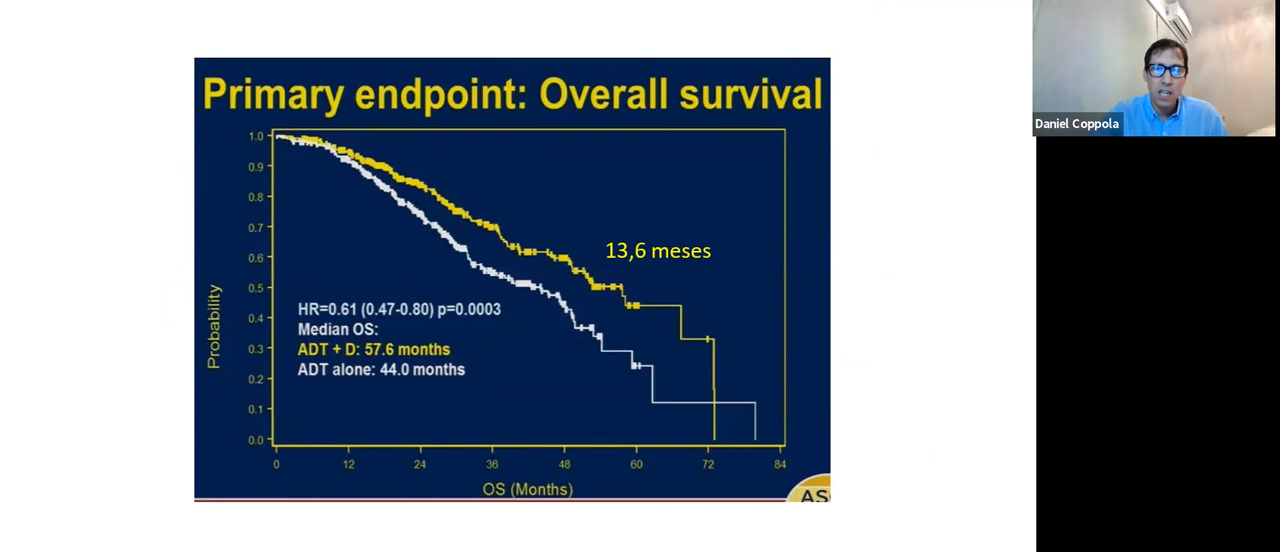 Primary endpoint: Overall survival
1.0
0.9
0.8
0.7
0.6
0.5
0.4
0.3
0.2
0.1
0.0
Probability
13,6 meses
HR=0.61 (0.47-0.80) p=0.0003
Median OS:
ADT + D: 57.6 months
ADT alone: 44.0 months
0 12 24 36 48 60 72 84
OS (Months)
AS
Daniel Coppola